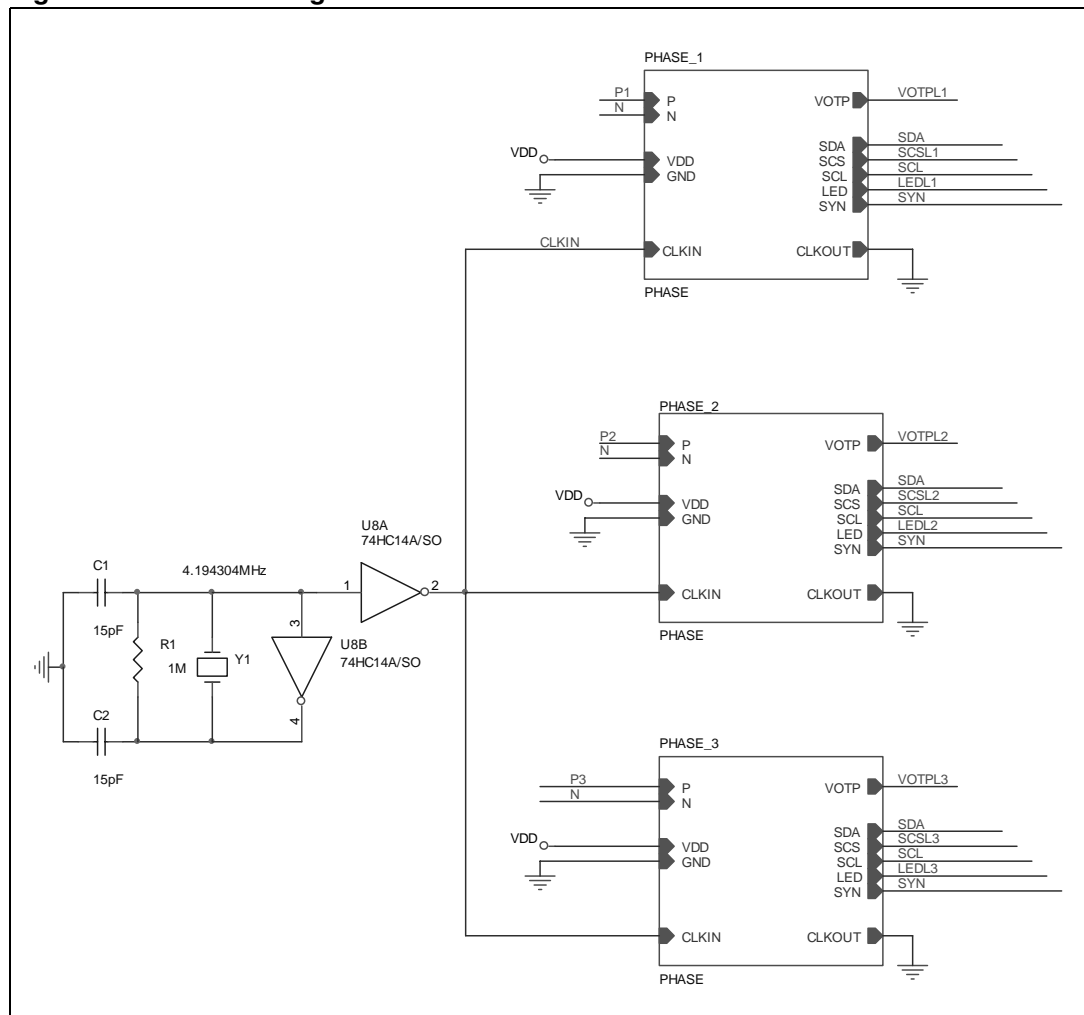 PHASE_1
P1
P
N
N
VOTP
VOTPL1
VDD
VDD
GND
SDA
SDA
SCS
SCSL1
SCL
SCL
LED
LEDL1
SYN
SYN
CLKIN
CLKIN
CLKOUT
PHASE
PHASE_2
P2
P
N
N
VOTP
VOTPL2
VDD
VDD
GND
SDA
SDA
SCS
SCSL2
SCL
SCL
LED
LEDL2
SYN
SYN
CLKIN
CLKOUT
PHASE
U8A
74HC14A/SO
C1
15pF
4.194304MHz
1
2
3
R1
1M
Y1
U8B
74HC14A/SO
4
C2
15pF
PHASE_3
P3
P
N
N
VOTP
VOTPL3
VDD
VDD
GND
SDA
SDA
SCS
SCSL3
SCL
SCL
LED
LEDL3
SYN
SYN
CLKIN
CLKOUT
PHASE